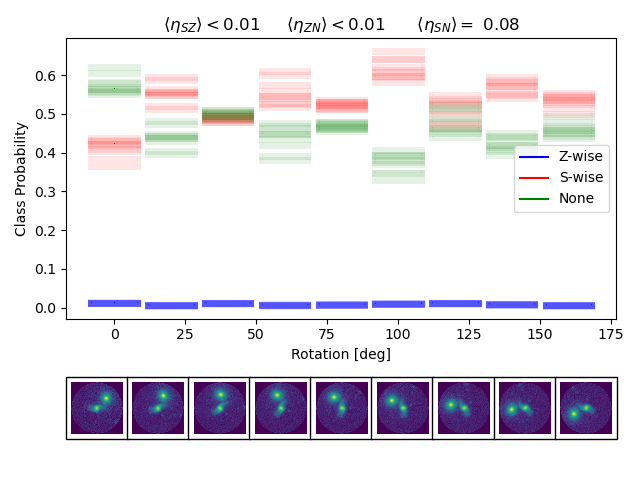 ⟨η_SZ⟩ < 0.01 ⟨η_ZN⟩ < 0.01 ⟨η_SN⟩ = 0.08
0.6
0.5
0.4
0.3
0.2
0.1
0.0
Class Probability
Z-wise
S-wise
None
0 25 50 75 100 125 150 175
Rotation [deg]